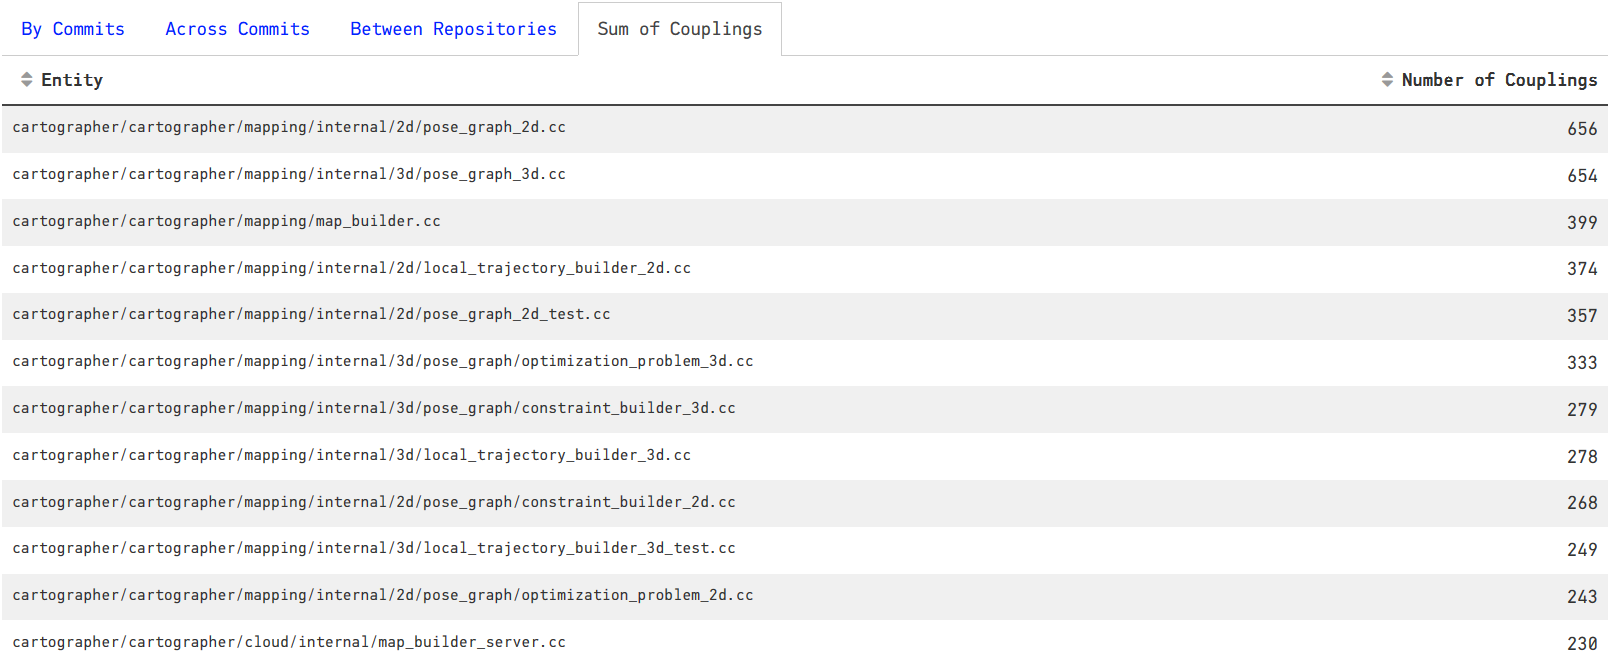 By Commits Across Commits Between Repositories Sum of Couplings
Entity Number of Couplings
cartographer/cartographer/mapping/internal/2d/pose_graph_2d.cc 656
cartographer/cartographer/mapping/internal/3d/pose_graph_3d.cc 654
cartographer/cartographer/mapping/map_builder.cc 399
cartographer/cartographer/mapping/internal/2d/local_trajectory_builder_2d.cc 374
cartographer/cartographer/mapping/internal/2d/pose_graph_2d_test.cc 357
cartographer/cartographer/mapping/internal/3d/pose_graph/optimization_problem_3d.cc 333
cartographer/cartographer/mapping/internal/3d/pose_graph/constraint_builder_3d.cc 279
cartographer/cartographer/mapping/internal/3d/local_trajectory_builder_3d.cc 278
cartographer/cartographer/mapping/internal/2d/pose_graph/constraint_builder_2d.cc 268
cartographer/cartographer/mapping/internal/3d/local_trajectory_builder_3d_test.cc 249
cartographer/cartographer/mapping/internal/2d/pose_graph/optimization_problem_2d.cc 243
cartographer/cartographer/cloud/internal/map_builder_server.cc 230